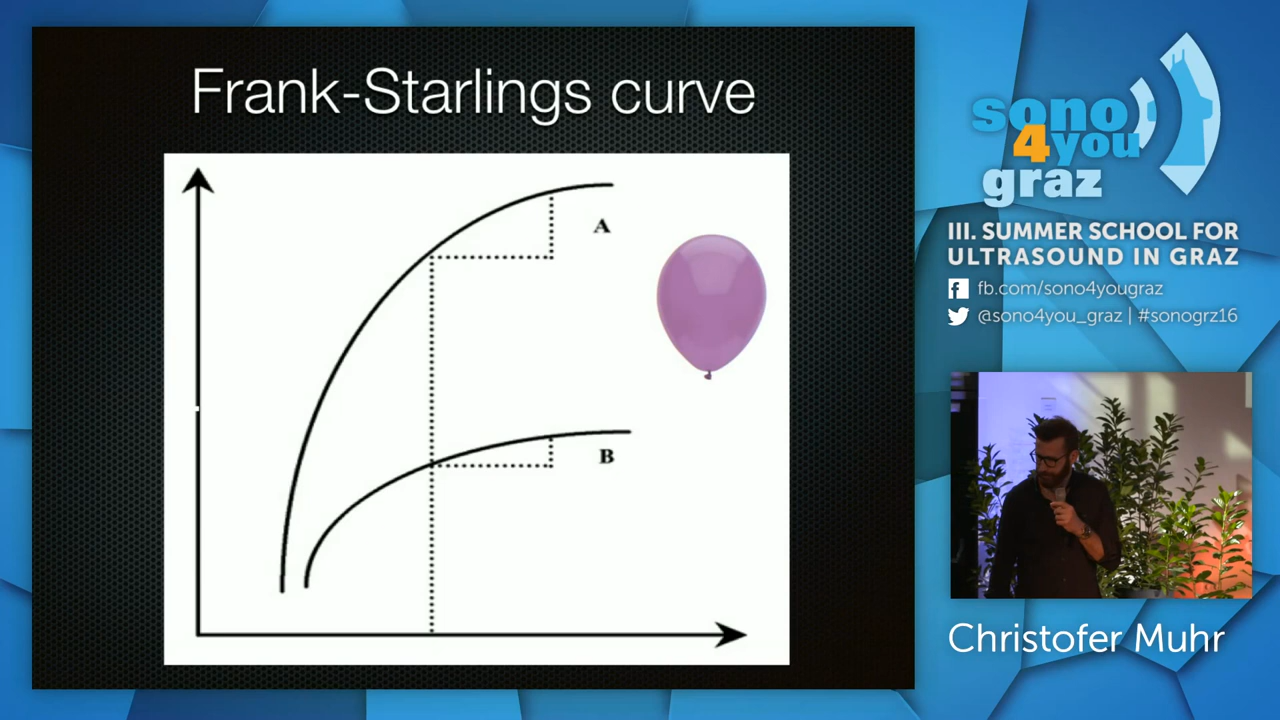 Frank-Starlings curve
A
B
sono
4you
graz
III. SUMMER SCHOOL FOR
ULTRASOUND IN GRAZ
fb.com/sono4yougraz
@sono4you_graz | #sonogrz16
Christofer Muhr